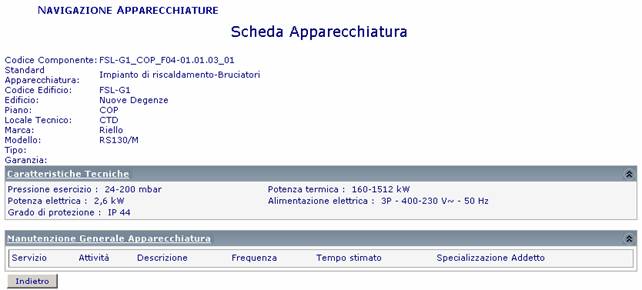 NAVIGAZIONE APPARECCHIATURE
Scheda Apparecchiatura
Codice Componente: FSL-G1_COP_F04-01.01.03_01
Standard
Apparecchiatura: Impianto di riscaldamento-Bruciatori
Codice Edificio: FSL-G1
Edificio: Nuove Degenze
Piano: COP
Locale Tecnico: CTD
Marca: Riello
Modello: RS130/M
Tipo:
Garanzia:
Caratteristiche Tecniche
Pressione esercizio : 24-200 mbar Potenza termica : 160-1512 kW
Potenza elettrica : 2,6 kW Alimentazione elettrica : 3P - 400-230 V~ - 50 Hz
Grado di protezione : IP 44
Manutenzione Generale Apparecchiatura
Servizio Attività Descrizione Frequenza Tempo stimato Specializzazione Addetto
Indietro